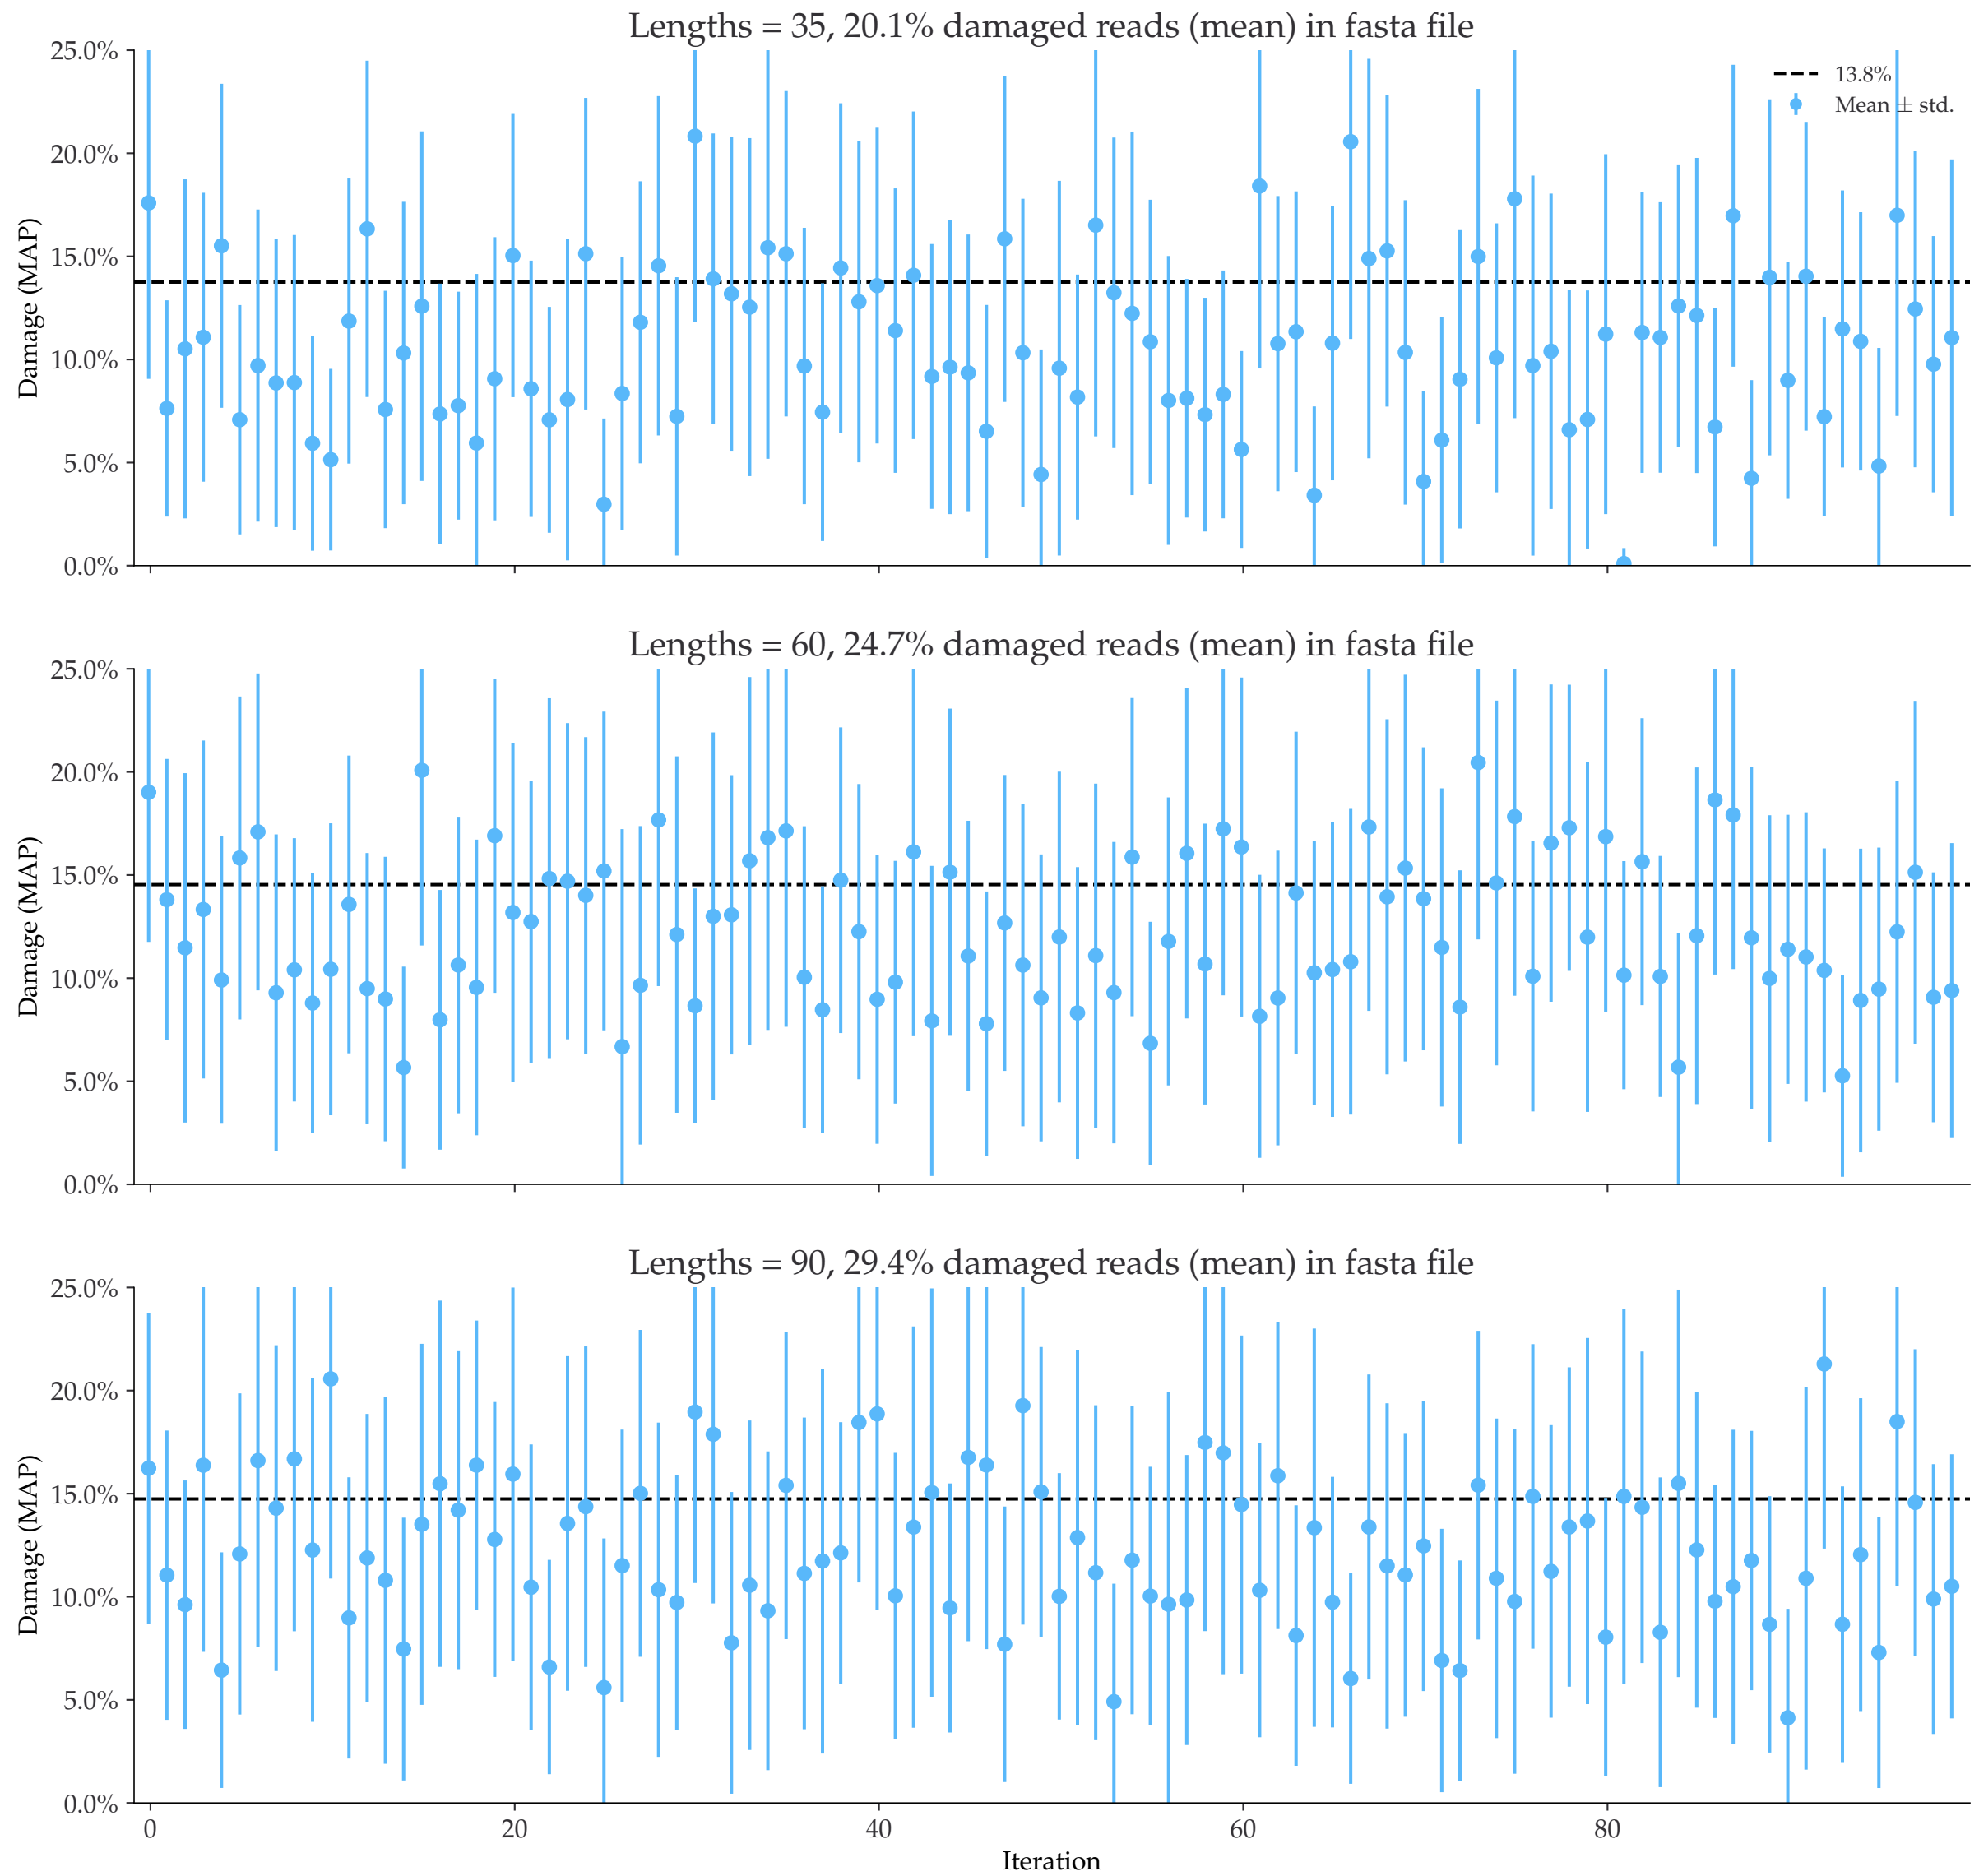 Lengths = 35, 20.1% damaged reads (mean) in fasta file
25.0%
20.0%
15.0%
10.0%
5.0%
0.0%
Damage (MAP)
13.8%
Mean ± std.
Lengths = 60, 24.7% damaged reads (mean) in fasta file
25.0%
20.0%
15.0%
10.0%
5.0%
0.0%
Damage (MAP)
Lengths = 90, 29.4% damaged reads (mean) in fasta file
25.0%
20.0%
15.0%
10.0%
5.0%
0.0%
Damage (MAP)
0 20 40 60 80
Iteration